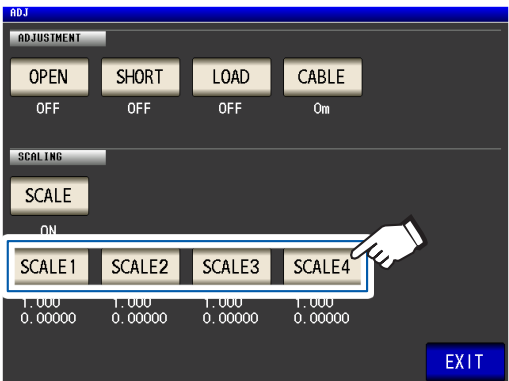 ADJ
ADJUSTMENT
OPEN SHORT LOAD CABLE
OFF OFF OFF 0m
SCALING
SCALE
ON
SCALE1 SCALE2 SCALE3 SCALE4
1.000 1.000 1.000 1.000
0.00000 0.00000 0.00000 0.00000
EXIT